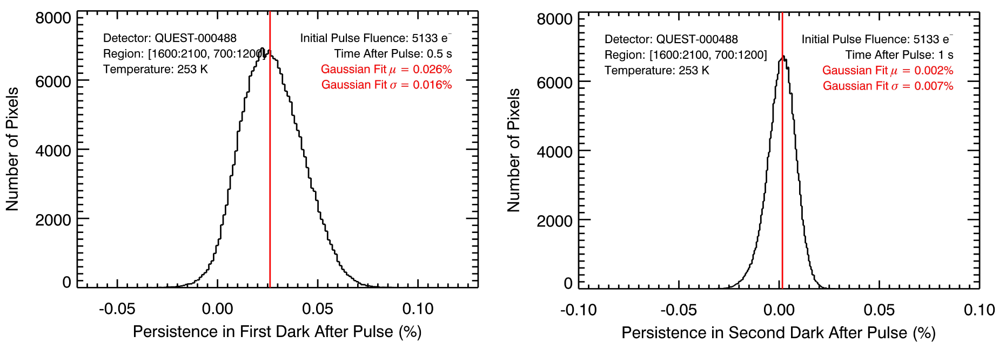 8000
6000
4000
2000
0
Number of Pixels
Detector: QUEST-000488
Region: [1600:2100, 700:1200]
Temperature: 253 K
Initial Pulse Fluence: 5133 e⁻
Time After Pulse: 0.5 s
Gaussian Fit μ = 0.026%
Gaussian Fit σ = 0.016%
-0.05 0.00 0.05 0.10
Persistence in First Dark After Pulse (%)
8000
6000
4000
2000
0
Number of Pixels
Detector: QUEST-000488
Region: [1600:2100, 700:1200]
Temperature: 253 K
Initial Pulse Fluence: 5133 e⁻
Time After Pulse: 1 s
Gaussian Fit μ = 0.002%
Gaussian Fit σ = 0.007%
-0.10 -0.05 0.00 0.05 0.10
Persistence in Second Dark After Pulse (%)